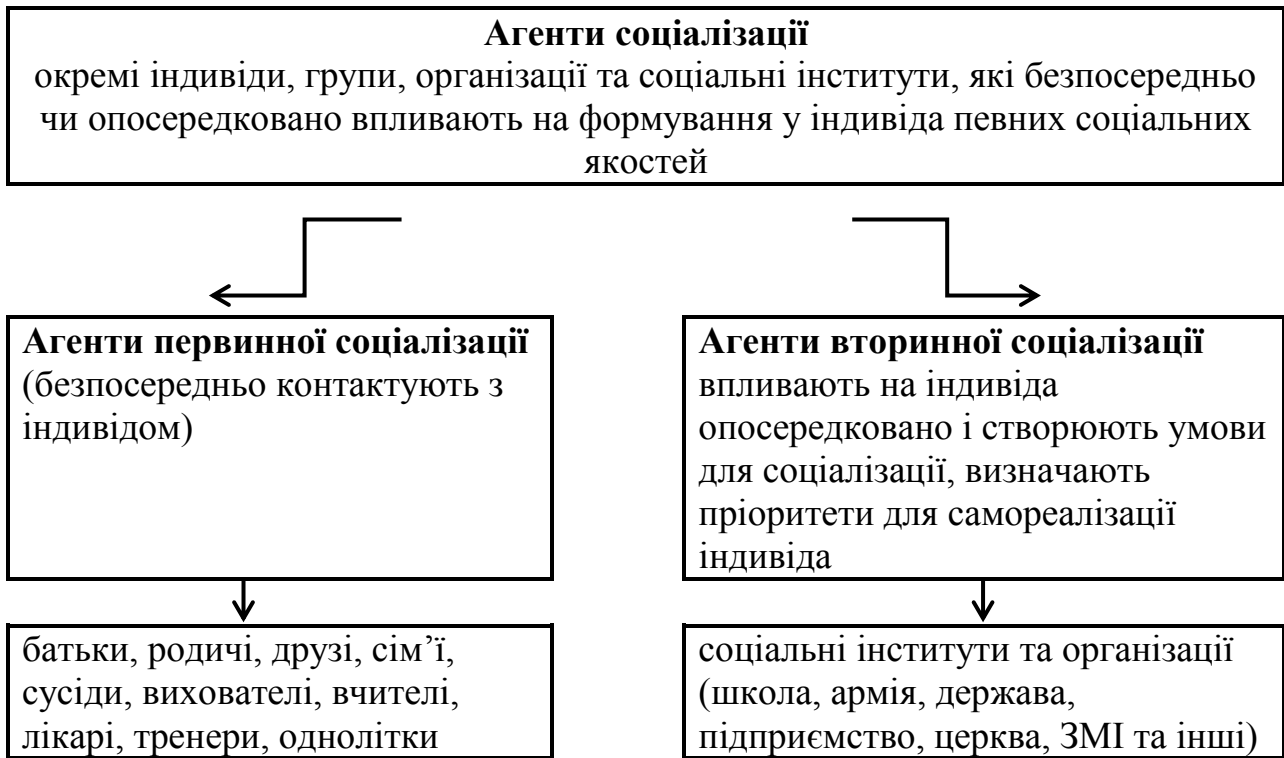 Агенти соціалізації
окремі індивіди, групи, організації та соціальні інститути, які безпосередньо
чи опосередковано впливають на формування у індивіда певних соціальних
якостей
Агенти первинної соціалізації
(безпосередньо контактують з
індивідом)
Агенти вторинної соціалізації
впливають на індивіда
опосередковано і створюють умови
для соціалізації, визначають
пріоритети для самореалізації
індивіда
батьки, родичі, друзі, сім’ї,
сусіди, вихователі, вчителі,
лікарі, тренери, однолітки
соціальні інститути та організації
(школа, армія, держава,
підприємство, церква, ЗМІ та інші)